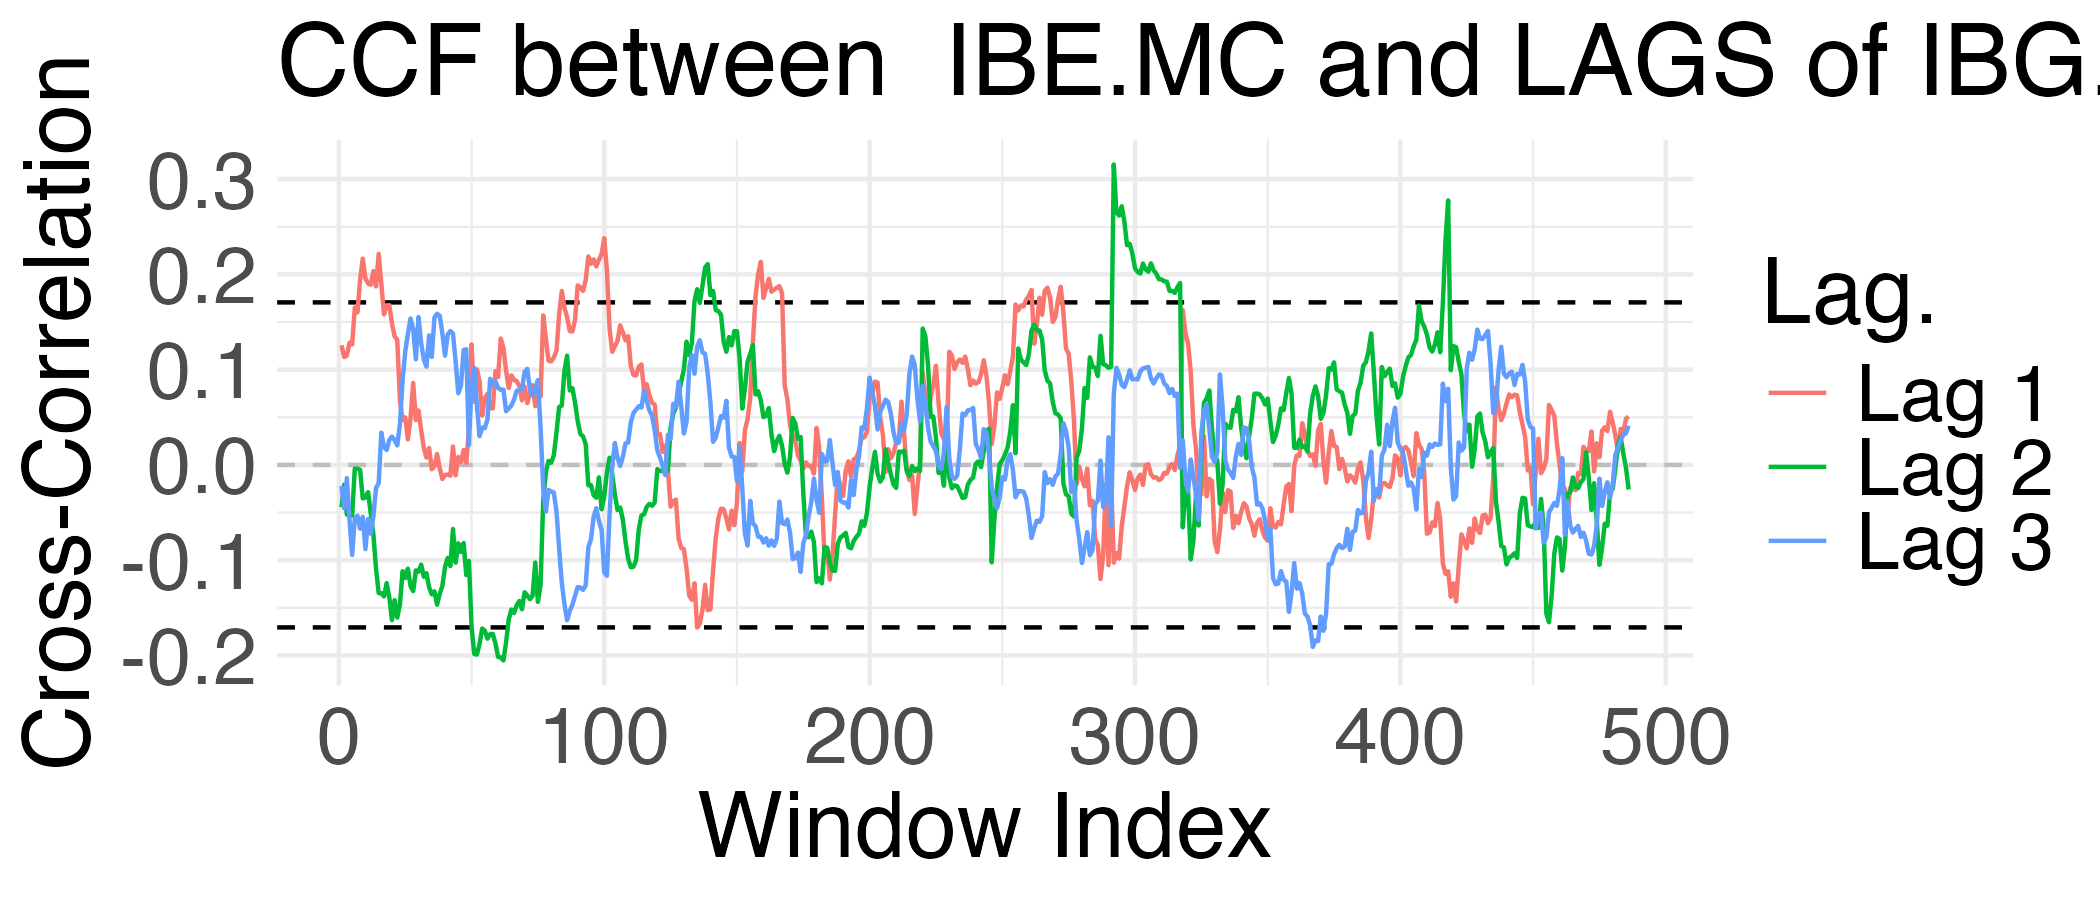 CCF between  IBE.MC and LAGS of IBG.
Cross-Correlation
0.3
0.2
0.1
0.0
-0.1
-0.2
0 100 200 300 400 500
Window Index
Lag.
Lag 1
Lag 2
Lag 3